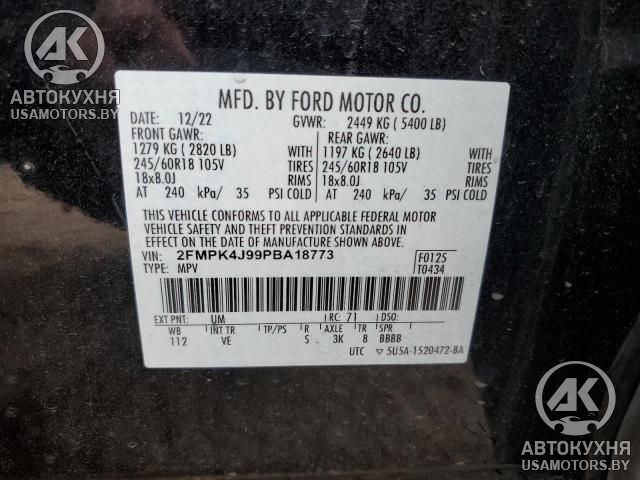 АК
АВТОКУХНЯ
USAMOTORS.BY
MFD. BY FORD MOTOR CO.
DATE: 12/22 GVWR: 2449 KG (5400 LB)
FRONT GAWR: REAR GAWR:
1279 KG (2820 LB) 1197 KG (2640 LB)
245/60R18 105V TIRES 245/60R18 105V TIRES
18x8.0J RIMS 18x8.0J RIMS
AT 240 kPa/ 35 PSI COLD AT 240 kPa/ 35 PSI COLD
THIS VEHICLE CONFORMS TO ALL APPLICABLE FEDERAL MOTOR
VEHICLE SAFETY AND THEFT PREVENTION STANDARDS IN
EFFECT ON THE DATE OF MANUFACTURE SHOWN ABOVE.
VIN: 2FMPK4J99PBA18773 F0125
TYPE: MPV T0434
EXT PNT: UM RC: 71 DSO:
WB INT TR TP/PS R AXLE TR SPR
112 VE S 3K 8 BBBB
UTC 5U5A-1520472-BA
АК
АВТОКУХНЯ
USAMOTORS.BY